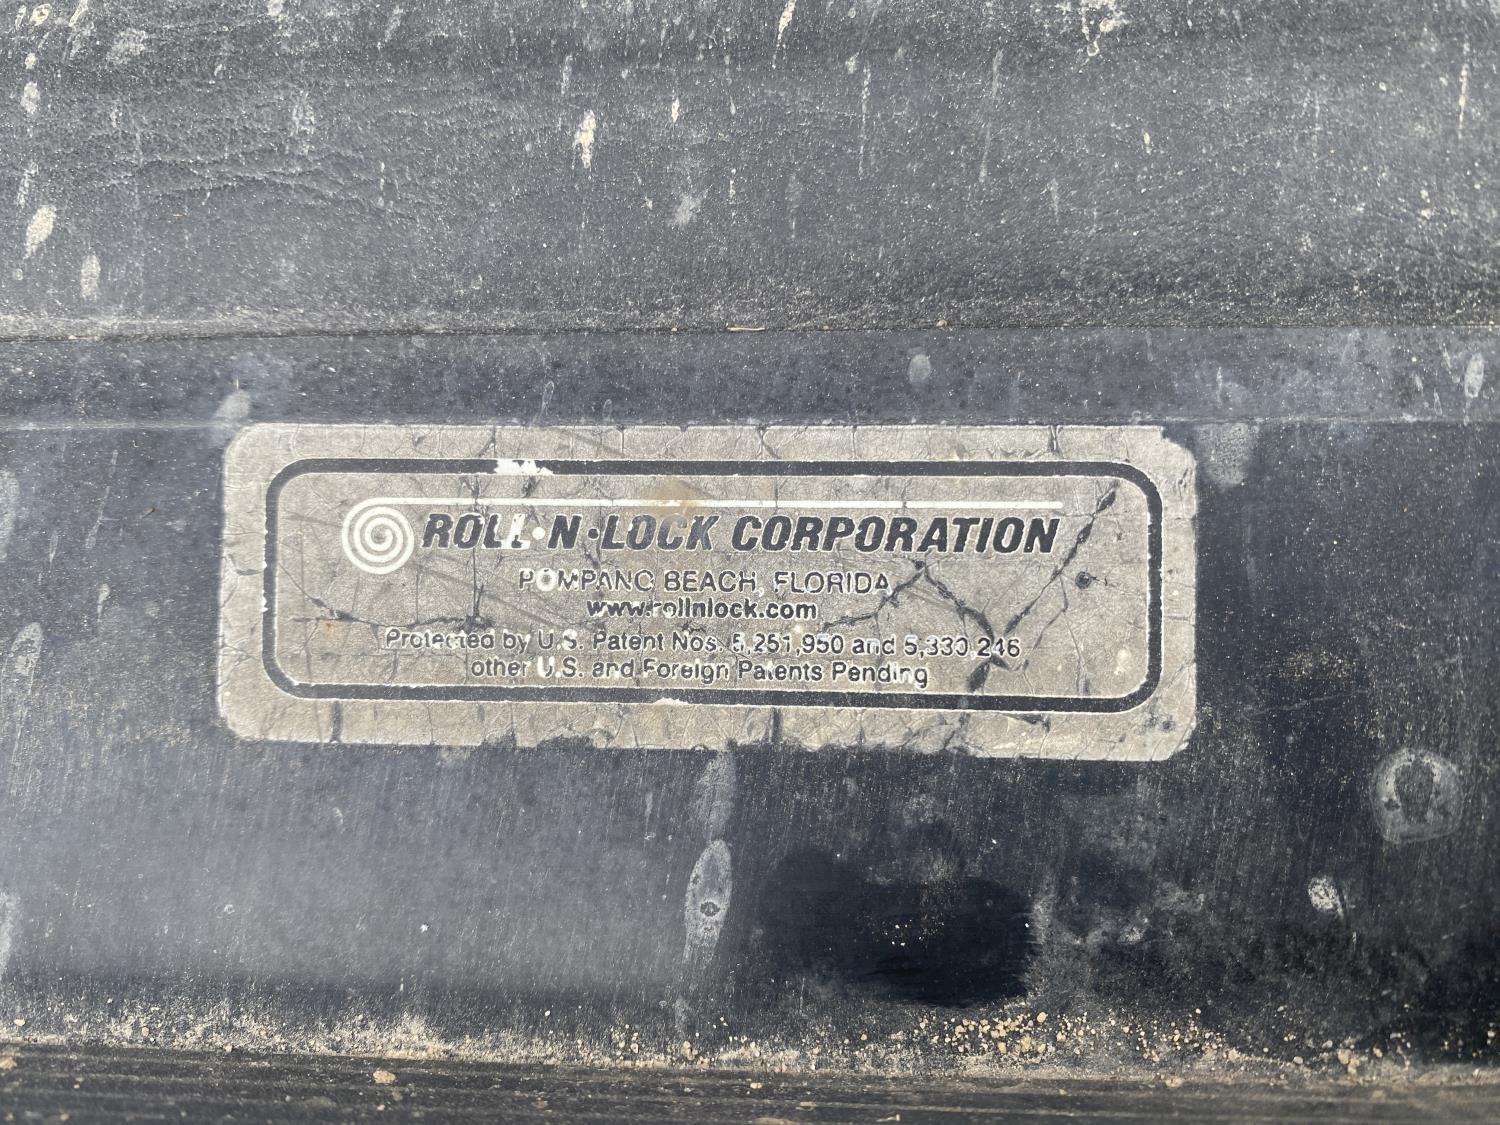 ROLL•N•LOCK CORPORATION
POMPANO BEACH, FLORIDA
www.rollnlock.com
Protected by U.S. Patent Nos. 5,251,950 and 5,330,246
other U.S. and Foreign Patents Pending